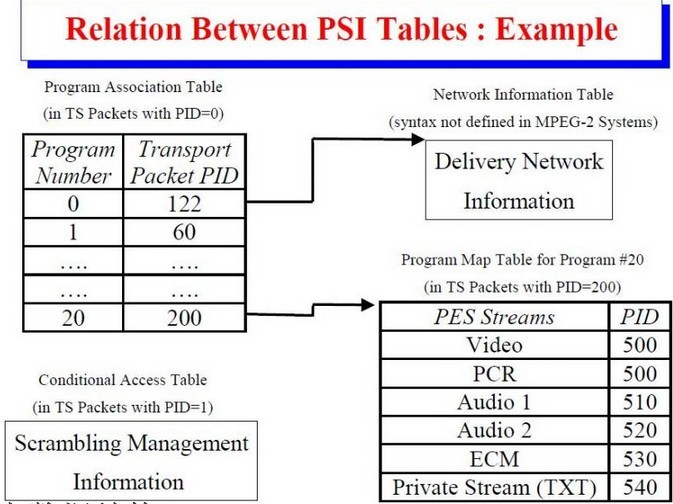 Relation Between PSI Tables : Example
Program Association Table
(in TS Packets with PID=0)
Program Number Transport Packet PID
0 122
1 60
.... ....
.... ....
20 200
Network Information Table
(syntax not defined in MPEG-2 Systems)
Delivery Network
Information
Program Map Table for Program #20
(in TS Packets with PID=200)
PES Streams PID
Video 500
PCR 500
Audio 1 510
Audio 2 520
ECM 530
Private Stream (TXT) 540
Conditional Access Table
(in TS Packets with PID=1)
Scrambling Management
Information